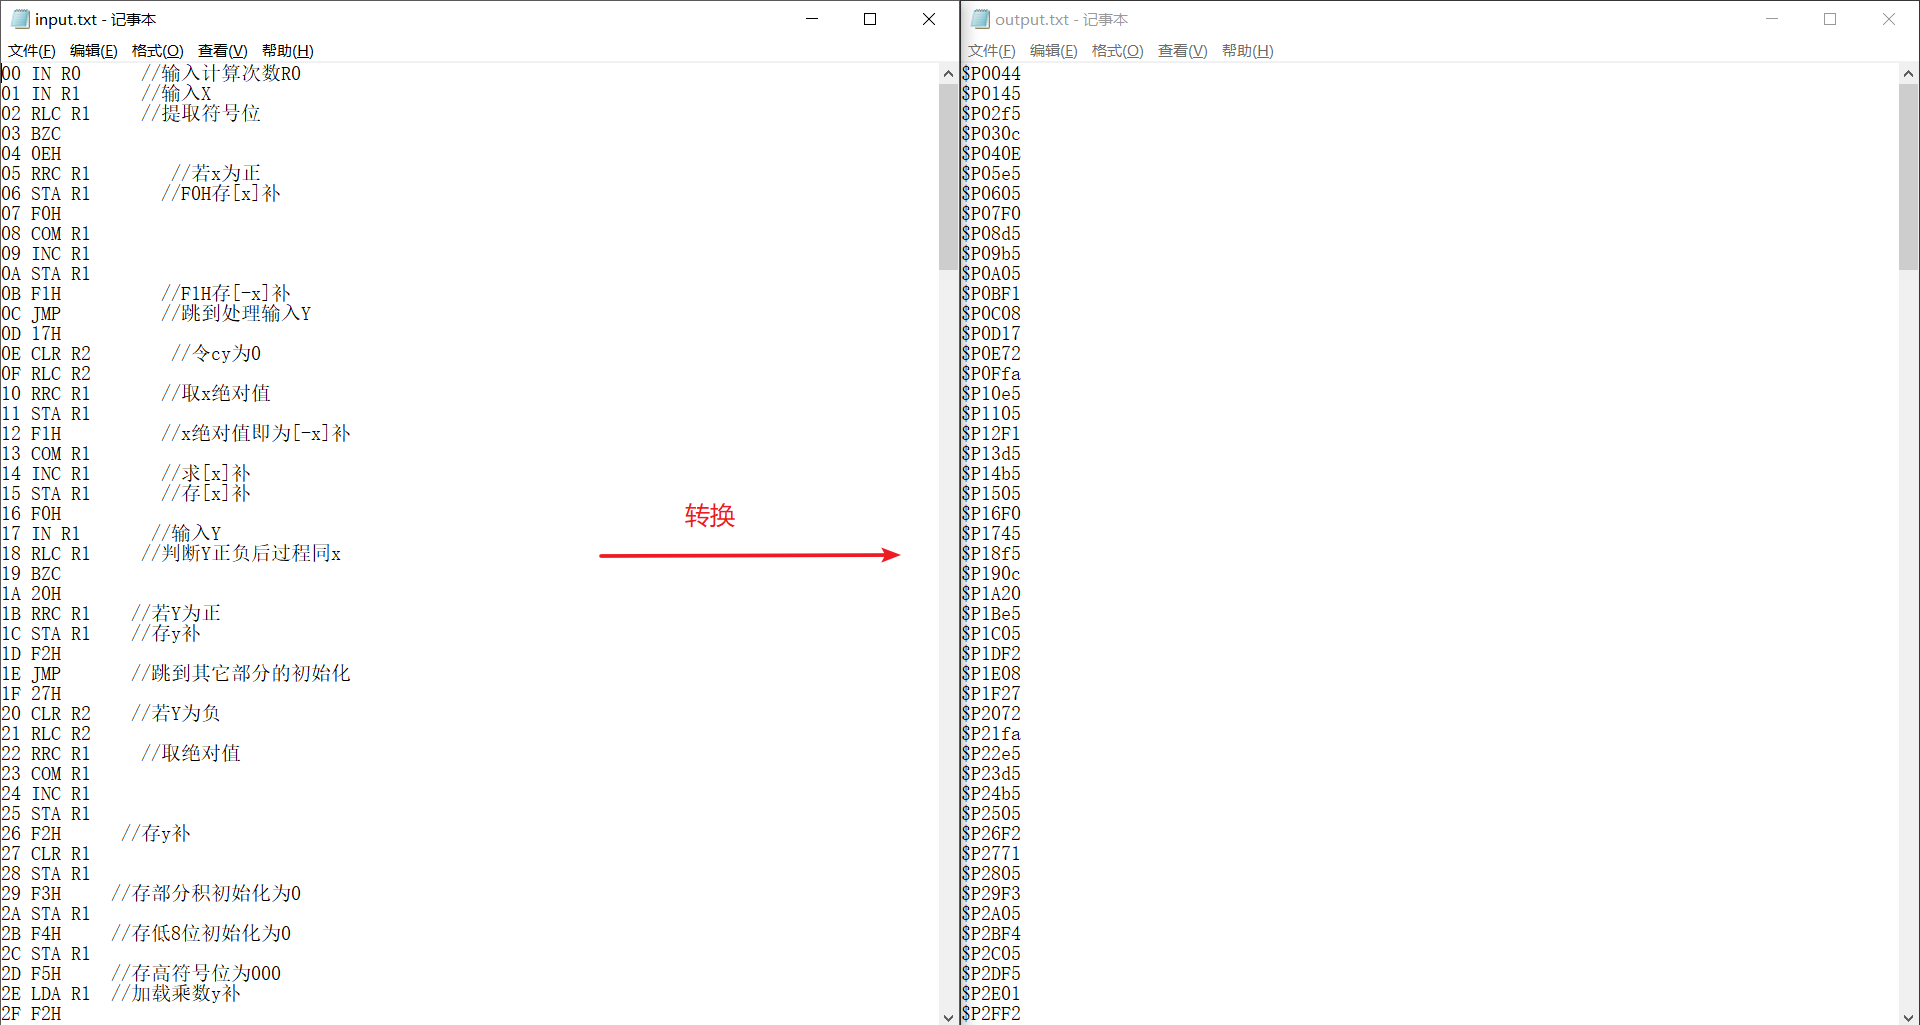 input.txt - 记事本
文件(F) 编辑(E) 格式(O) 查看(V) 帮助(H)
00 IN R0 //输入计算次数R0
01 IN R1 //输入X
02 RLC R1 //提取符号位
03 BZC
04 0EH
05 RRC R1 //若x为正
06 STA R1 //F0H存[x]补
07 F0H
08 COM R1
09 INC R1
0A STA R1
0B F1H //F1H存[-x]补
0C JMP //跳到处理输入Y
0D 17H
0E CLR R2 //令cy为0
0F RLC R2
10 RRC R1 //取x绝对值
11 STA R1
12 F1H //x绝对值即为[-x]补
13 COM R1
14 INC R1 //求[x]补
15 STA R1 //存[x]补
16 F0H
17 IN R1 //输入Y
18 RLC R1 //判断Y正负后过程同x
19 BZC
1A 20H
1B RRC R1 //若Y为正
1C STA R1 //存y补
1D F2H
1E JMP //跳到其它部分的初始化
1F 27H
20 CLR R2 //若Y为负
21 RLC R2
22 RRC R1 //取绝对值
23 COM R1
24 INC R1
25 STA R1
26 F2H //存y补
27 CLR R1
28 STA R1
29 F3H //存部分积初始化为0
2A STA R1
2B F4H //存低8位初始化为0
2C STA R1
2D F5H //存高符号位为000
2E LDA R1 //加载乘数y补
2F F2H
转换
output.txt - 记事本
文件(F) 编辑(E) 格式(O) 查看(V) 帮助(H)
$P0044
$P0145
$P02f5
$P030c
$P040E
$P05e5
$P0605
$P07F0
$P08d5
$P09b5
$P0A05
$P0BF1
$P0C08
$P0D17
$P0E72
$P0Ffa
$P10e5
$P1105
$P12F1
$P13d5
$P14b5
$P1505
$P16F0
$P1745
$P18f5
$P190c
$P1A20
$P1Be5
$P1C05
$P1DF2
$P1E08
$P1F27
$P2072
$P21fa
$P22e5
$P23d5
$P24b5
$P2505
$P26F2
$P2771
$P2805
$P29F3
$P2A05
$P2BF4
$P2C05
$P2DF5
$P2E01
$P2FF2